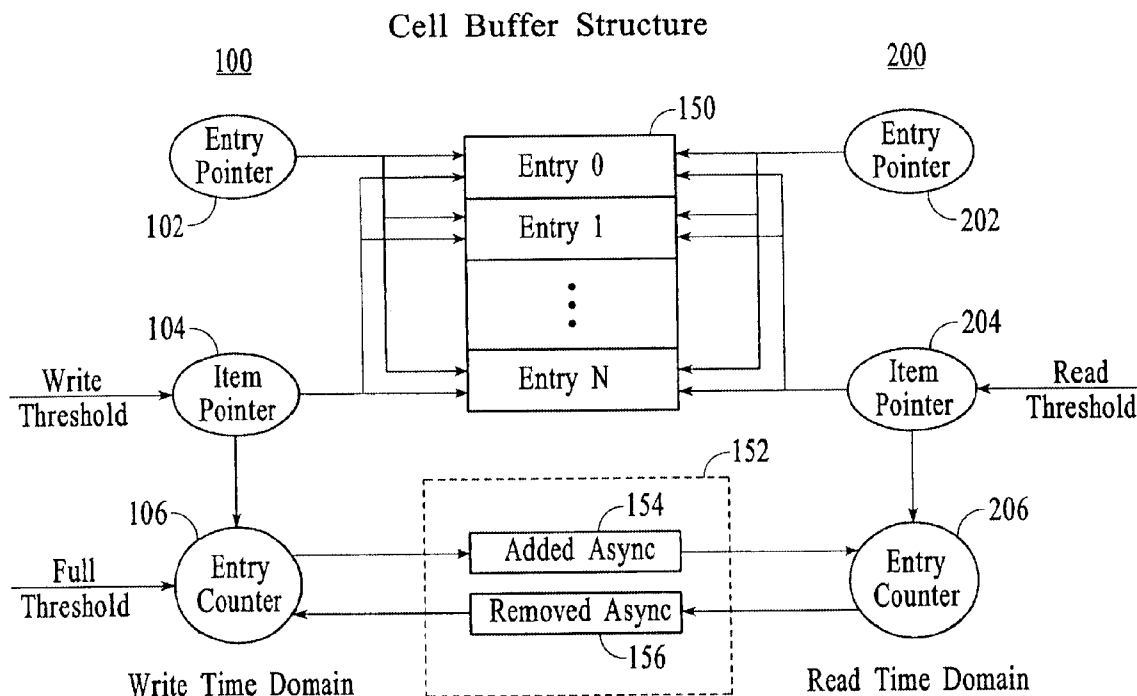 Cell Buffer Structure
100
200
150
Entry
Pointer
Entry 0
Entry
Pointer
102
Entry 1
202
104
204
Write
Threshold
Item
Pointer
Entry N
Item
Pointer
Read
Threshold
152
106
154
206
Added Async
Full
Threshold
Entry
Counter
Entry
Counter
Removed Async
156
Write Time Domain
Read Time Domain